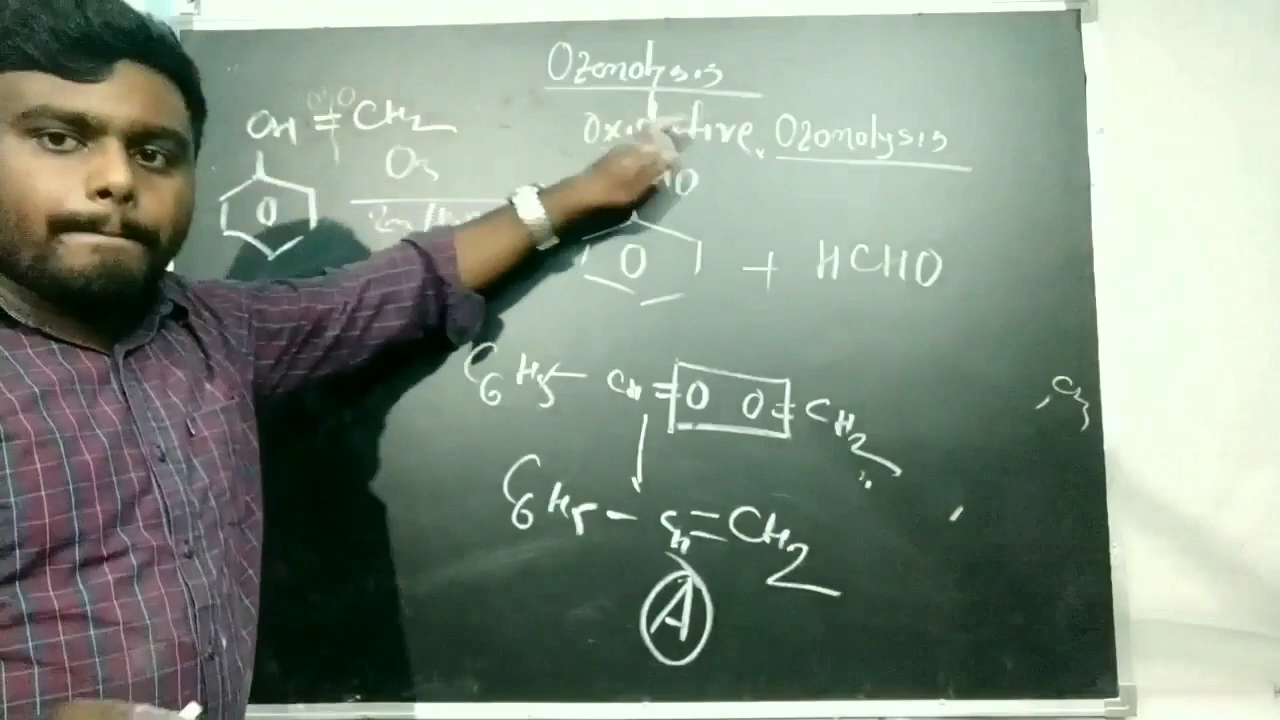 Ozonolysis
Oxidative Ozonolysis
CH = CH2
O3
O
O + HCHO
C6H5 - CH = O O = CH2
C6H5 - CH = CH2
A